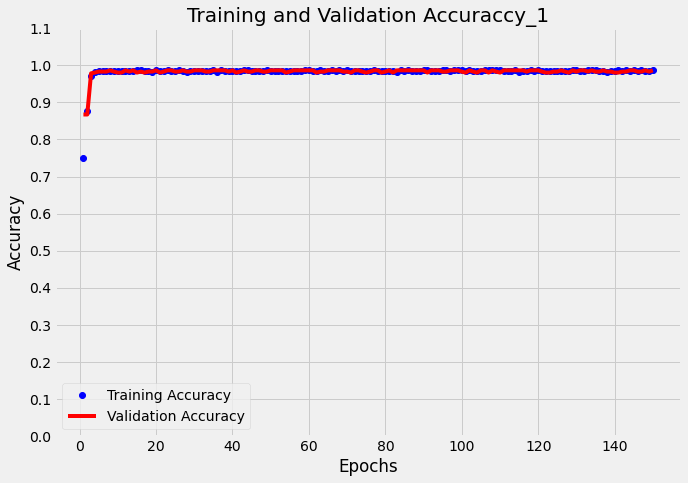 Training and Validation Accuraccy_1
1.1
1.0
0.9
0.8
0.7
0.6
0.5
0.4
0.3
0.2
0.1
0.0
Accuracy
Training Accuracy
Validation Accuracy
0 20 40 60 80 100 120 140
Epochs